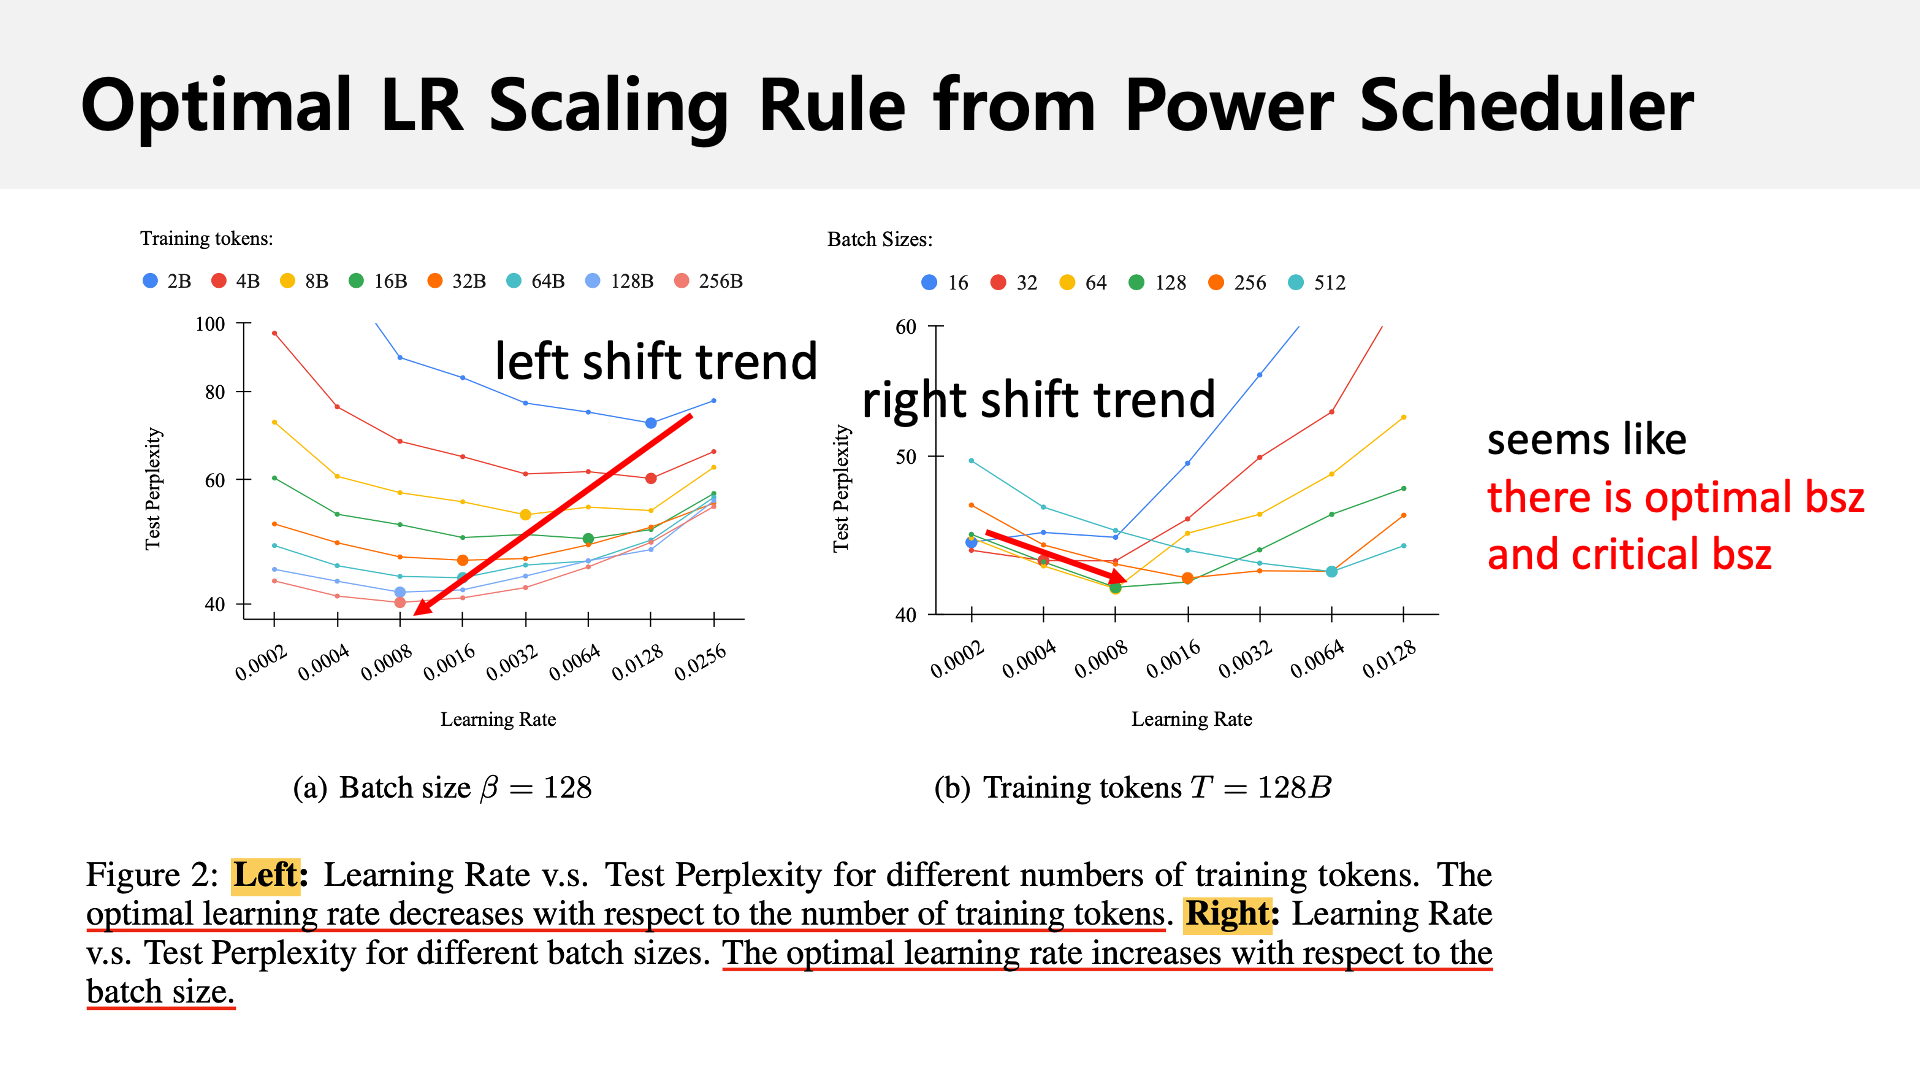 Optimal LR Scaling Rule from Power Scheduler
Training tokens:
2B 4B 8B 16B 32B 64B 128B 256B
100
80
60
40
Test Perplexity
left shift trend
0.0002 0.0004 0.0008 0.0016 0.0032 0.0064 0.0128 0.0256
Learning Rate
(a) Batch size β = 128
Batch Sizes:
16 32 64 128 256 512
60
50
40
Test Perplexity
right shift trend
0.0002 0.0004 0.0008 0.0016 0.0032 0.0064 0.0128
Learning Rate
(b) Training tokens T = 128B
seems like
there is optimal bsz
and critical bsz
Figure 2: Left: Learning Rate v.s. Test Perplexity for different numbers of training tokens. The
optimal learning rate decreases with respect to the number of training tokens. Right: Learning Rate
v.s. Test Perplexity for different batch sizes. The optimal learning rate increases with respect to the
batch size.